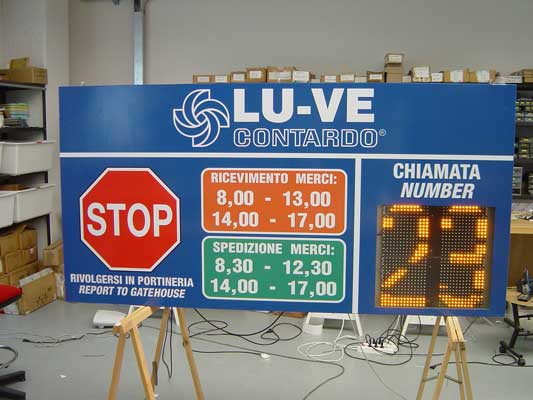 LU-VE
CONTARDO®
STOP
RIVOLGERSI IN PORTINERIA
REPORT TO GATEHOUSE
RICEVIMENTO MERCI:
8,00 - 13,00
14,00 - 17,00
SPEDIZIONE MERCI:
8,30 - 12,30
14,00 - 17,00
CHIAMATA
NUMBER
23